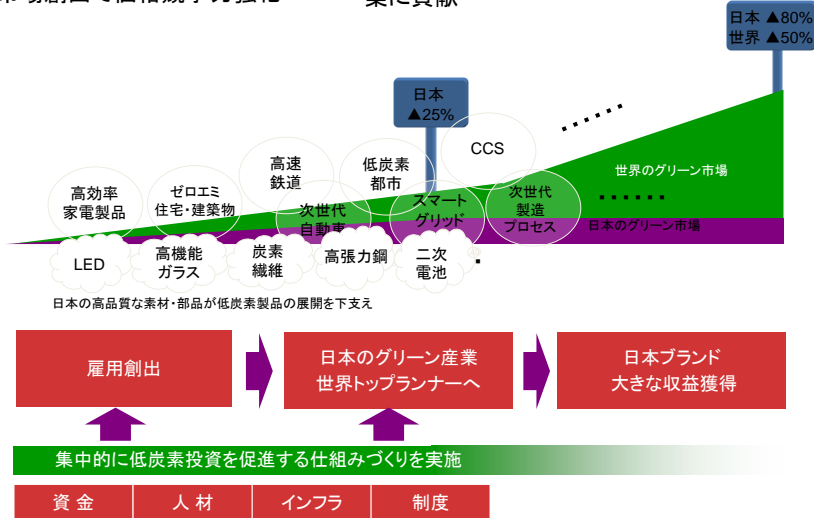 日本 ▲80%
世界 ▲50%
日本
▲25%
CCS
高速
鉄道
低炭素
都市
世界のグリーン市場
高効率
家電製品
ゼロエミ
住宅・建築物
次世代
自動車
スマート
グリッド
次世代
製造
プロセス
日本のグリーン市場
LED
高機能
ガラス
炭素
繊維
高張力鋼
二次
電池
日本の高品質な素材・部品が低炭素製品の展開を下支え
雇用創出
日本のグリーン産業
世界トップランナーへ
日本ブランド
大きな収益獲得
集中的に低炭素投資を促進する仕組みづくりを実施
資 金
人 材
インフラ
制度